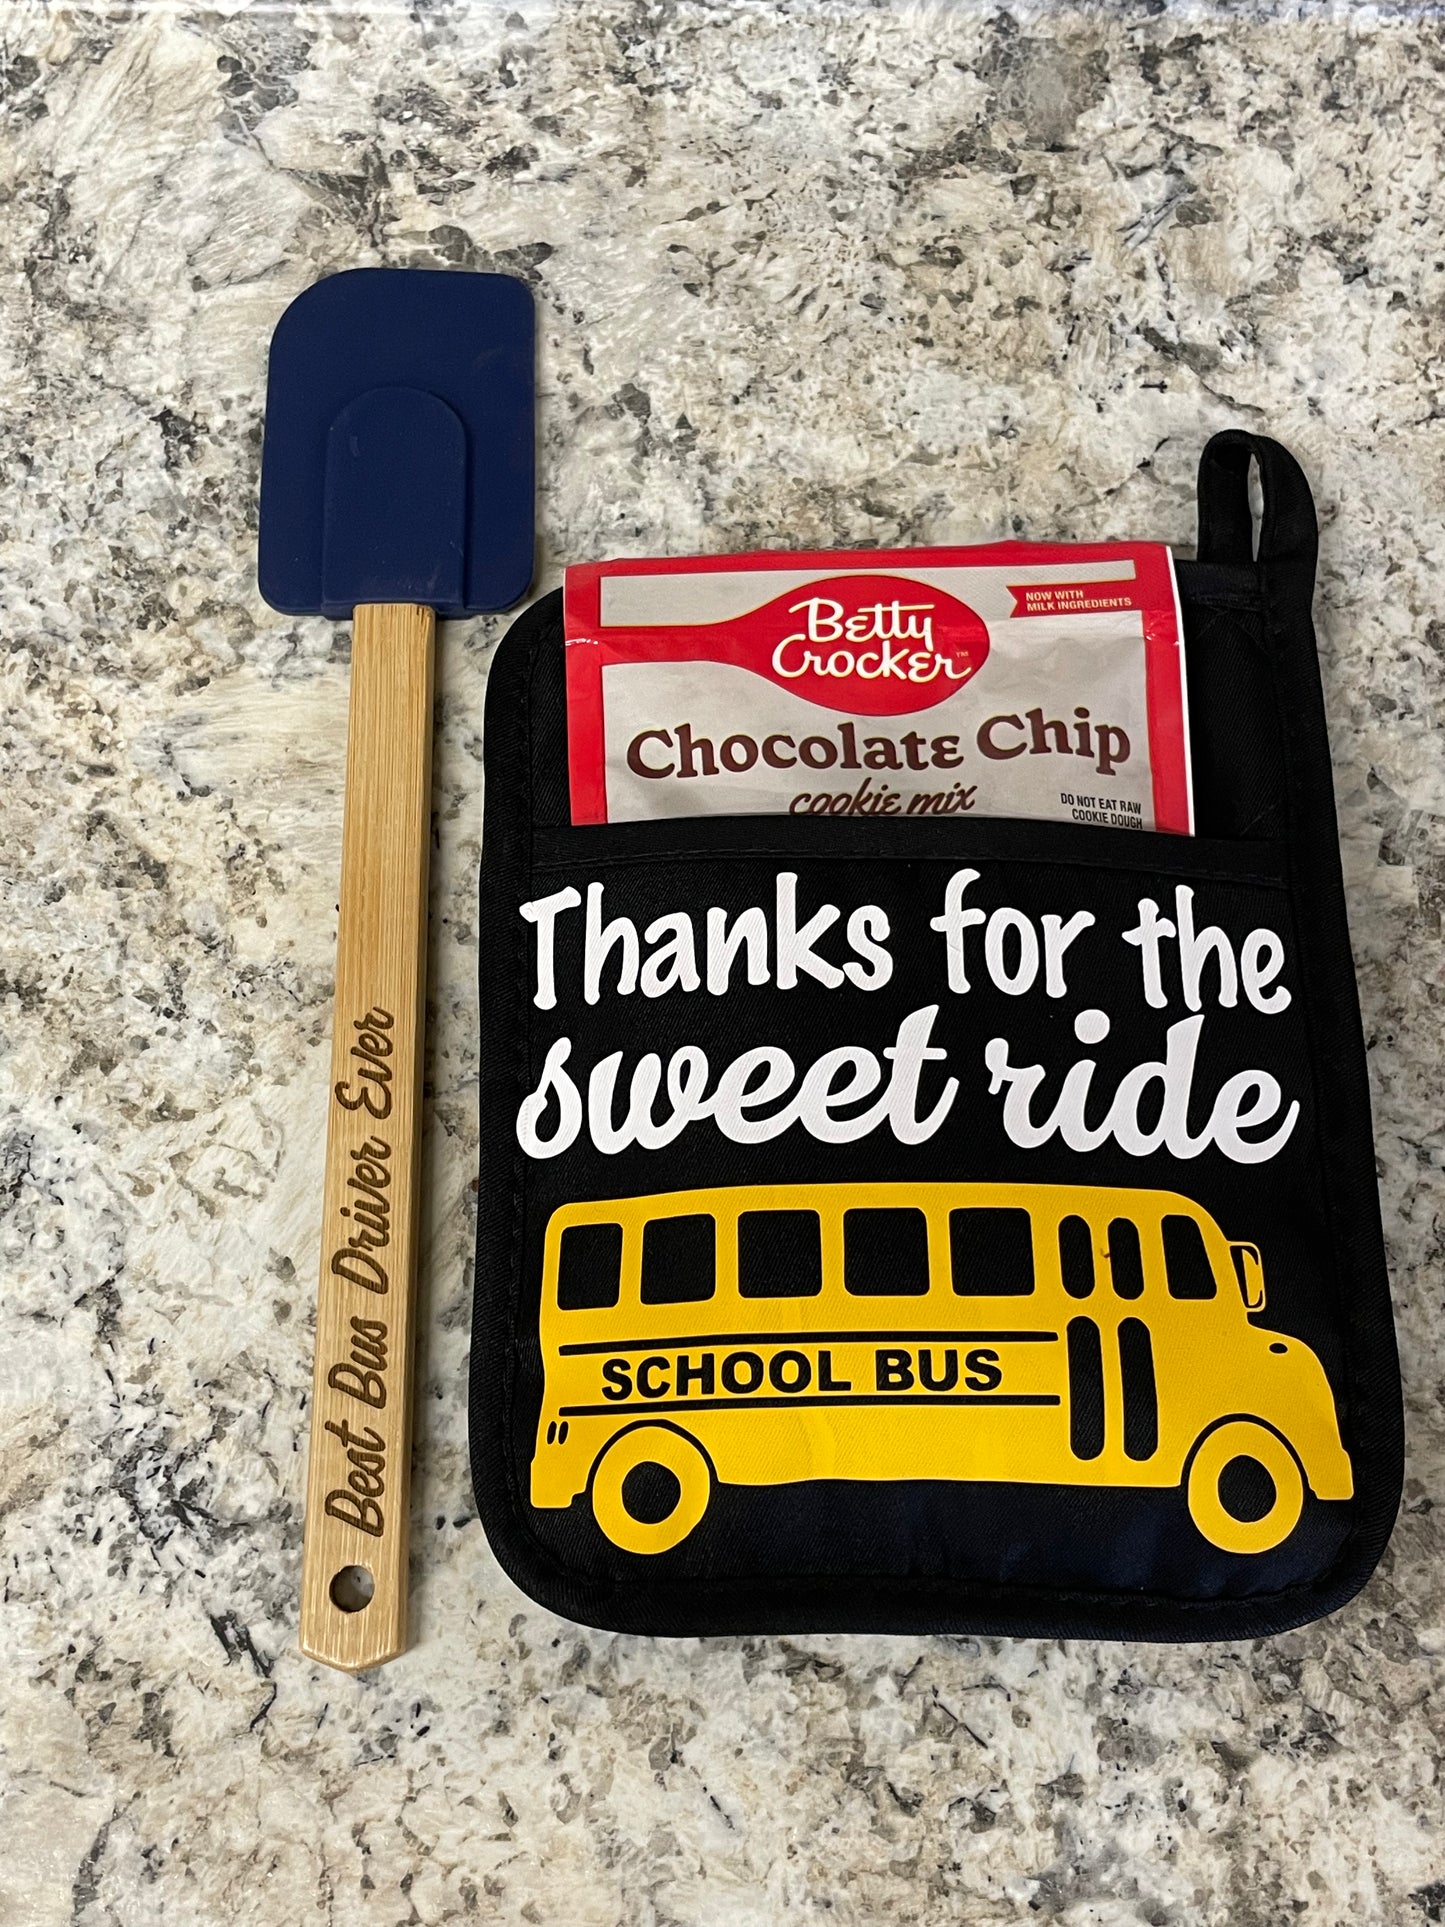 Best Bus Driver Ever
Betty
Crocker™
NOW WITH
MILK INGREDIENTS
Chocolate Chip
cookie mix
DO NOT EAT RAW
COOKIE DOUGH
Thanks for the
sweet ride
SCHOOL BUS